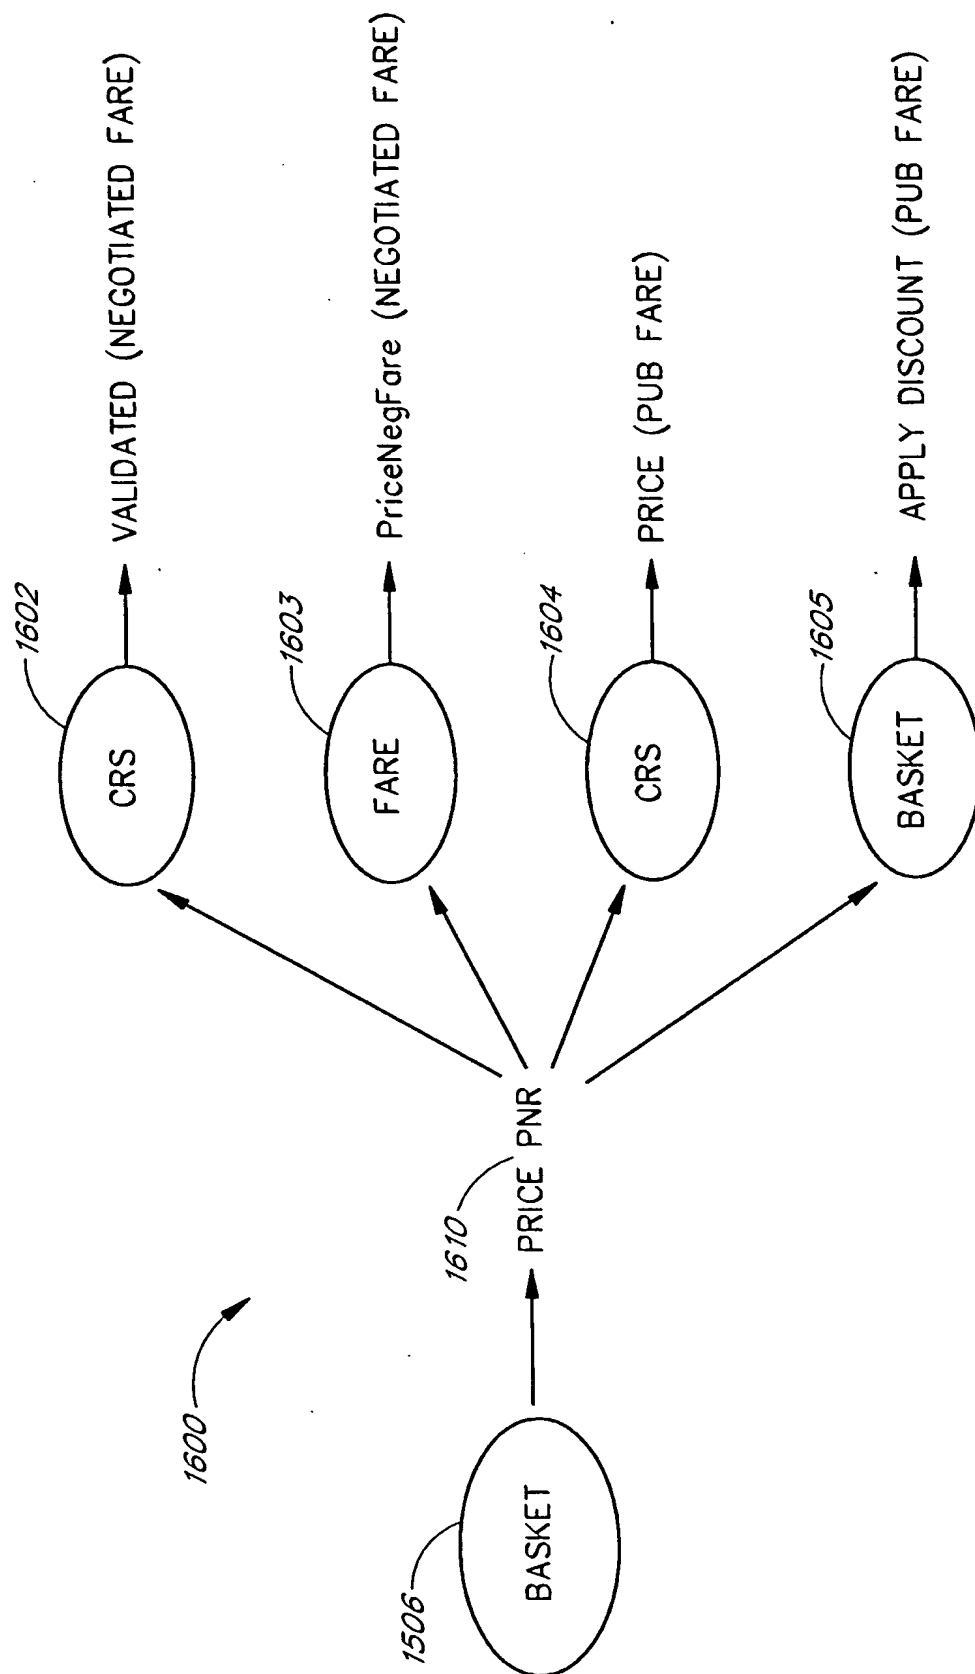 1600
1506
BASKET
1610
PRICE PNR
1602
CRS
VALIDATED (NEGOTIATED FARE)
1603
FARE
PriceNegFare (NEGOTIATED FARE)
1604
CRS
PRICE (PUB FARE)
1605
BASKET
APPLY DISCOUNT (PUB FARE)